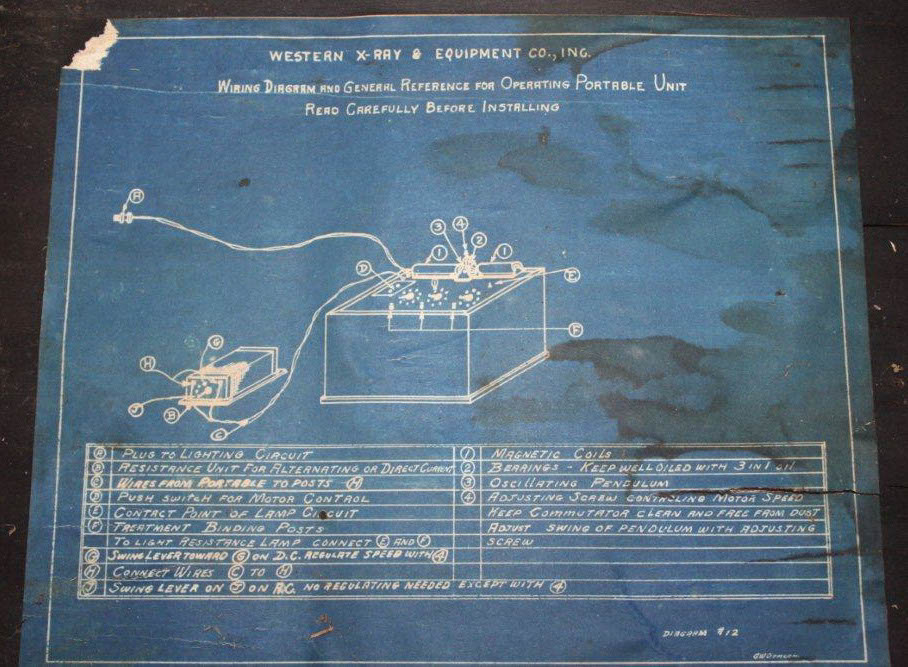 WESTERN X-RAY & EQUIPMENT CO., INC.
WIRING DIAGRAM AND GENERAL REFERENCE FOR OPERATING PORTABLE UNIT
READ CAREFULLY BEFORE INSTALLING
A
4
3
2
1
1
D
E
F
G
H
J
B
C
A PLUG TO LIGHTING CIRCUIT
B RESISTANCE UNIT FOR ALTERNATING OR DIRECT CURRENT
C WIRES FROM PORTABLE TO POSTS H
D PUSH SWITCH FOR MOTOR CONTROL
E CONTACT POINT OF LAMP CIRCUIT
F TREATMENT BINDING POSTS
TO LIGHT RESISTANCE LAMP CONNECT E AND F
G SWING LEVER TOWARD G ON D.C. REGULATE SPEED WITH 4
H CONNECT WIRES C TO H
J SWING LEVER ON J ON A.C. NO REGULATING NEEDED EXCEPT WITH 4
1 MAGNETIC COILS
2 BEARINGS - KEEP WELL OILED WITH 3 IN 1 OIL
3 OSCILLATING PENDULUM
4 ADJUSTING SCREW CONTROLING MOTOR SPEED
KEEP COMMUTATOR CLEAN AND FREE FROM DUST
ADJUST SWING OF PENDULUM WITH ADJUSTING
SCREW
DIAGRAM #12